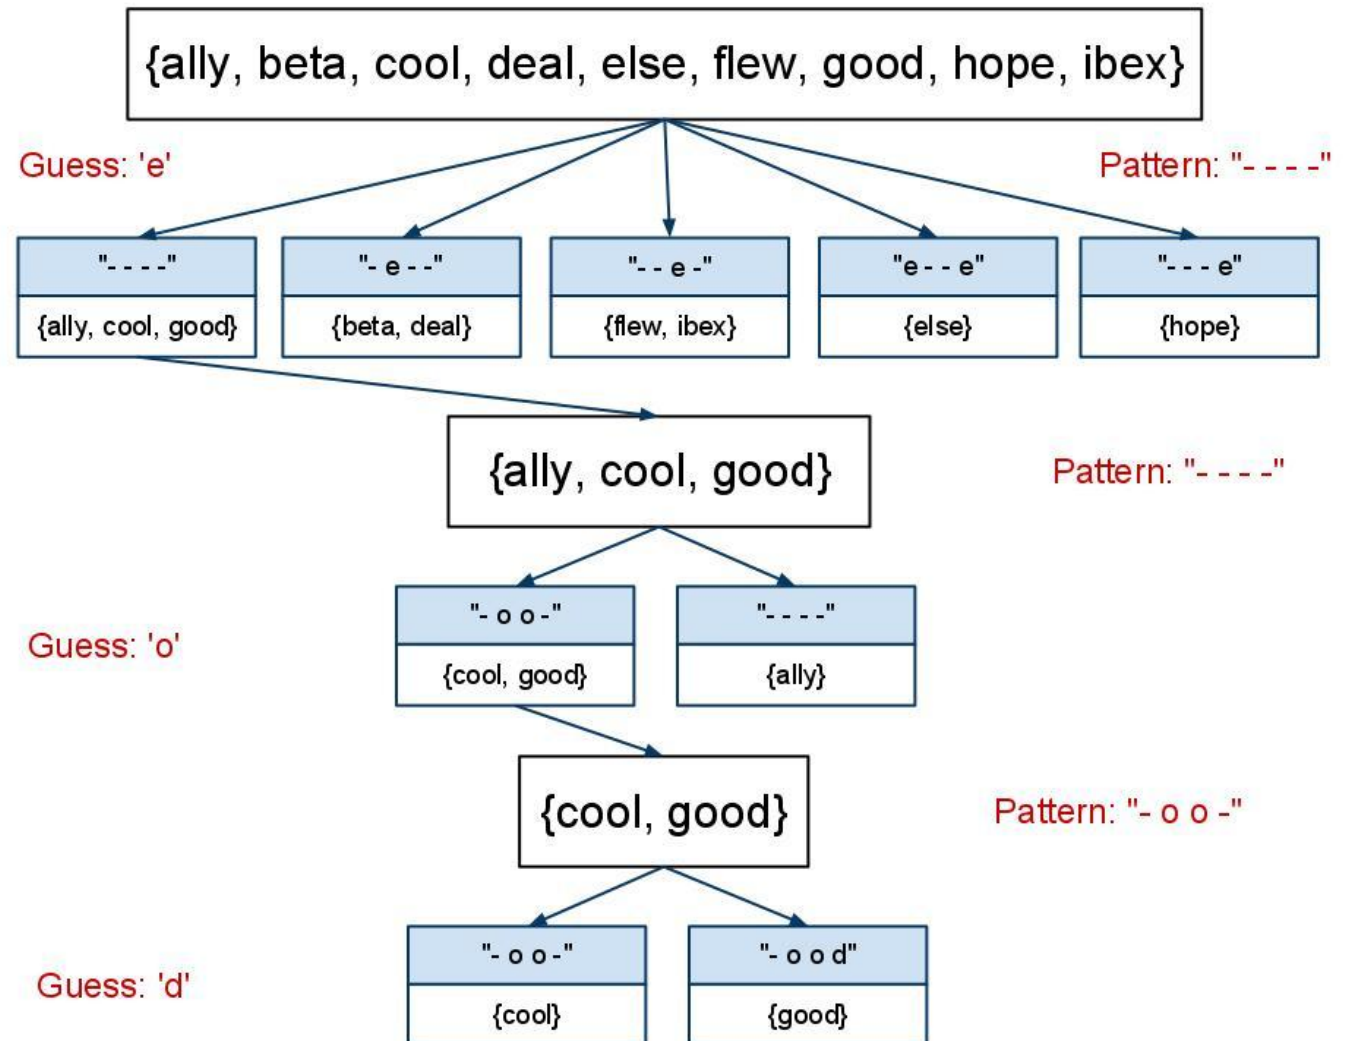 {ally, beta, cool, deal, else, flew, good, hope, ibex}
Guess: 'e'
Pattern: "- - - -"
"- - - -"
"- e - -"
"- - e -"
"e - - e"
"- - - e"
{ally, cool, good}
{beta, deal}
{flew, ibex}
{else}
{hope}
{ally, cool, good}
Pattern: "- - - -"
Guess: 'o'
"- o o -"
"- - - -"
{cool, good}
{ally}
{cool, good}
Pattern: "- o o -"
Guess: 'd'
"- o o -"
"- o o d"
{cool}
{good}